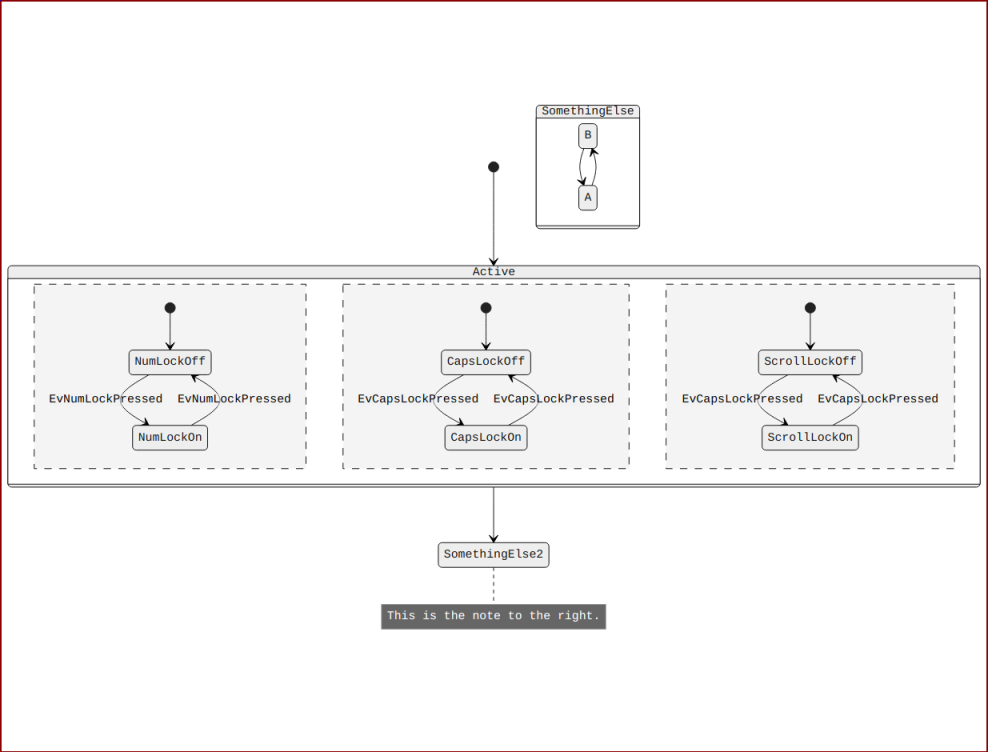 SomethingElse
B
A
Active
NumLockOff
EvNumLockPressed
EvNumLockPressed
NumLockOn
CapsLockOff
EvCapsLockPressed
EvCapsLockPressed
CapsLockOn
ScrollLockOff
EvCapsLockPressed
EvCapsLockPressed
ScrollLockOn
SomethingElse2
This is the note to the right.